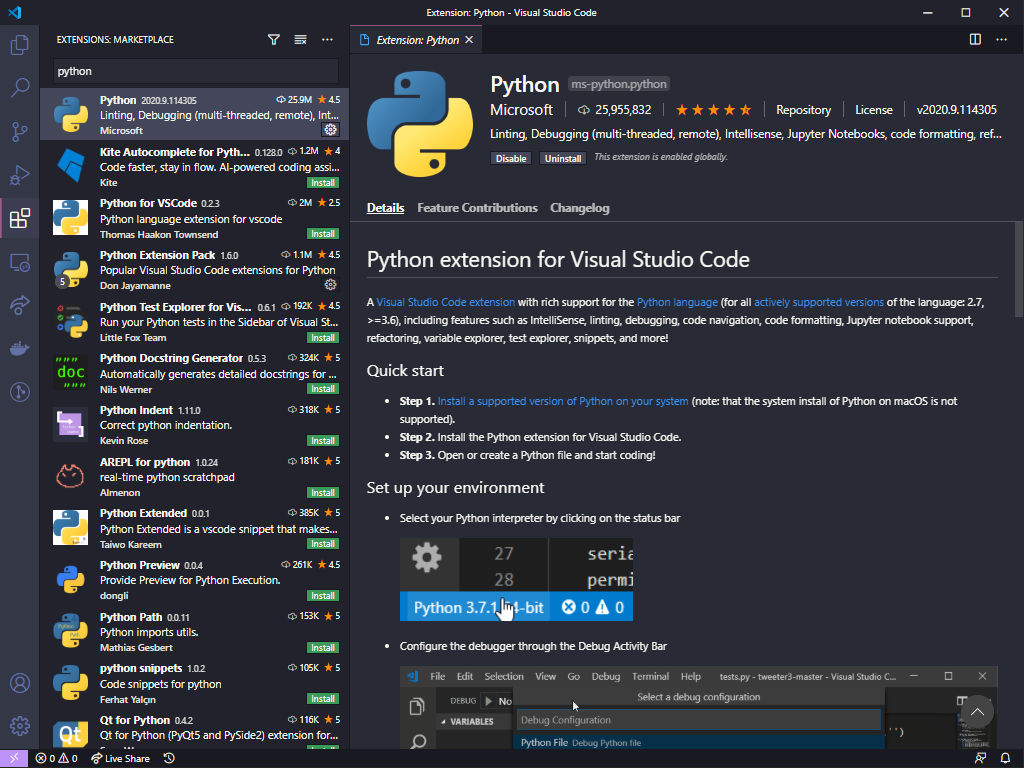 Extension: Python - Visual Studio Code
EXTENSIONS: MARKETPLACE
python
Python 2020.9.114305 25.9M 4.5
Linting, Debugging (multi-threaded, remote), Int...
Microsoft
Kite Autocomplete for Pyth... 0.128.0 1.2M 4
Code faster, stay in flow. AI-powered coding assi...
Kite Install
Python for VSCode 0.2.3 2M 2.5
Python language extension for vscode
Thomas Haakon Townsend Install
Python Extension Pack 1.6.0 1.1M 4.5
Popular Visual Studio Code extensions for Python
5 Don Jayamanne
Python Test Explorer for Vis... 0.6.1 192K 4.5
Run your Python tests in the Sidebar of Visual St...
Little Fox Team Install
Python Docstring Generator 0.5.3 324K 5
""" doc """
Automatically generates detailed docstrings for ...
Nils Werner Install
Python Indent 1.11.0 318K 5
Correct python indentation.
Kevin Rose Install
AREPL for python 1.0.24 181K 5
real-time python scratchpad
Almenon Install
Python Extended 0.0.1 385K 5
Python Extended is a vscode snippet that makes...
Taiwo Kareem Install
Python Preview 0.0.4 261K 4.5
Provide Preview for Python Execution.
dongli Install
Python Path 0.0.11 153K 5
Python imports utils.
Mathias Gesbert Install
python snippets 1.0.2 105K 5
Code snippets for python
Ferhat Yalçın Install
Qt for Python 0.4.2 116K 5
Qt for Python (PyQt5 and PySide2) extension for...
Extension: Python
Python ms-python.python
Microsoft 25,955,832 Repository License v2020.9.114305
Linting, Debugging (multi-threaded, remote), Intellisense, Jupyter Notebooks, code formatting, ref...
Disable Uninstall This extension is enabled globally.
Details Feature Contributions Changelog
Python extension for Visual Studio Code
A Visual Studio Code extension with rich support for the Python language (for all actively supported versions of the language: 2.7,
>=3.6), including features such as IntelliSense, linting, debugging, code navigation, code formatting, Jupyter notebook support,
refactoring, variable explorer, test explorer, snippets, and more!
Quick start
Step 1. Install a supported version of Python on your system (note: that the system install of Python on macOS is not
supported).
Step 2. Install the Python extension for Visual Studio Code.
Step 3. Open or create a Python file and start coding!
Set up your environment
Select your Python interpreter by clicking on the status bar
27 seria
28 permi
Python 3.7.1 4-bit 0 0
Configure the debugger through the Debug Activity Bar
File Edit Selection View Go Debug Terminal Help tests.py - tweeter3-master - Visual Studio C...
DEBUG No Select a debug configuration
VARIABLES Debug Configuration
Python File Debug Python file
0 0 Live Share